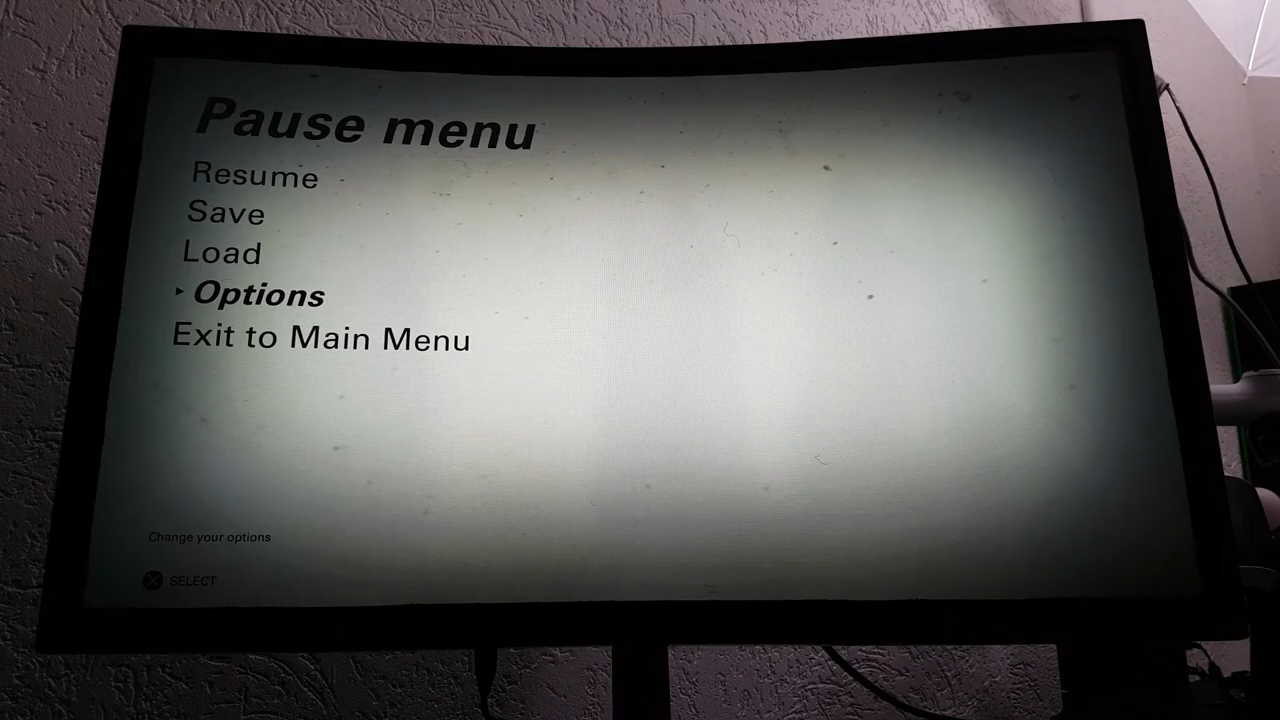 Pause menu
Resume
Save
Load
Options
Exit to Main Menu
Change your options
SELECT